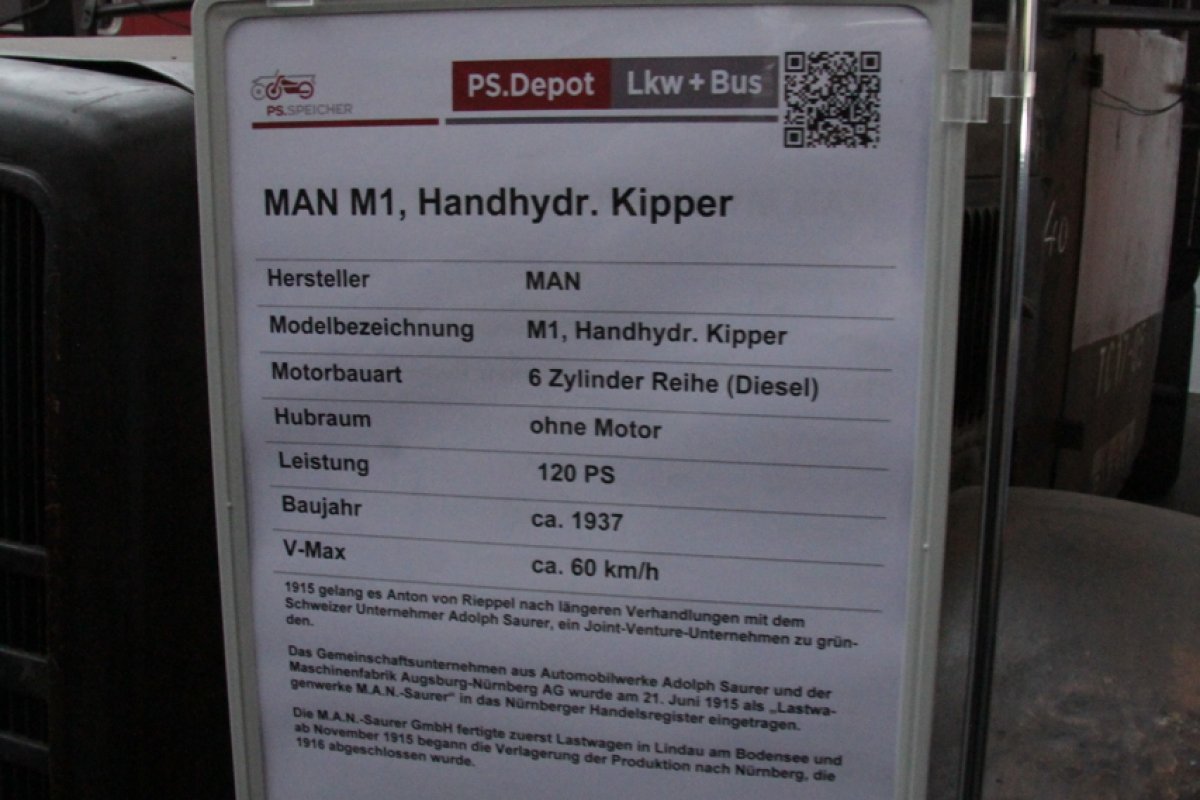 PS.SPEICHER
PS.Depot Lkw + Bus
MAN M1, Handhydr. Kipper
Hersteller MAN
Modelbezeichnung M1, Handhydr. Kipper
Motorbauart 6 Zylinder Reihe (Diesel)
Hubraum ohne Motor
Leistung 120 PS
Baujahr ca. 1937
V-Max ca. 60 km/h
1915 gelang es Anton von Rieppel nach längeren Verhandlungen mit dem
Schweizer Unternehmer Adolph Saurer, ein Joint-Venture-Unternehmen zu grün-
den.
Das Gemeinschaftsunternehmen aus Automobilwerke Adolph Saurer und der
Maschinenfabrik Augsburg-Nürnberg AG wurde am 21. Juni 1915 als „Lastwa-
genwerke M.A.N.-Saurer“ in das Nürnberger Handelsregister eingetragen.
Die M.A.N.-Saurer GmbH fertigte zuerst Lastwagen in Lindau am Bodensee und
ab November 1915 begann die Verlagerung der Produktion nach Nürnberg, die
1916 abgeschlossen wurde.
40